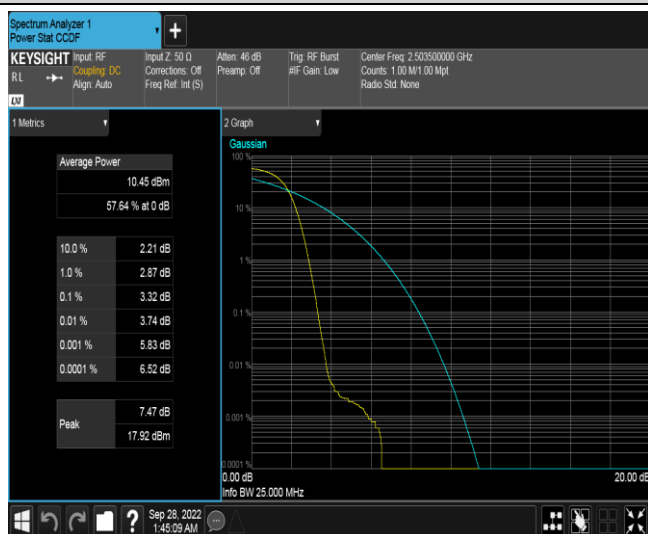 Spectrum Analyzer 1
Power Stat CCDF
+
KEYSIGHT
RL
LXI
Input: RF
Coupling: DC
Align: Auto
Input Z: 50 Ω
Corrections: Off
Freq Ref: Int (S)
Atten: 46 dB
Preamp: Off
Trig: RF Burst
#IF Gain: Low
Center Freq: 2.503500000 GHz
Counts: 1.00 M/1.00 Mpt
Radio Std: None
1 Metrics
Average Power
10.45 dBm
57.64 % at 0 dB
10.0 % 2.21 dB
1.0 % 2.87 dB
0.1 % 3.32 dB
0.01 % 3.74 dB
0.001 % 5.83 dB
0.0001 % 6.52 dB
Peak
7.47 dB
17.92 dBm
2 Graph
Gaussian
100 %
10 %
1 %
0.1 %
0.01 %
0.001 %
0.0001 %
0.00 dB
20.00 dB
Info BW 25.000 MHz
?
Sep 28, 2022
1:45:09 AM